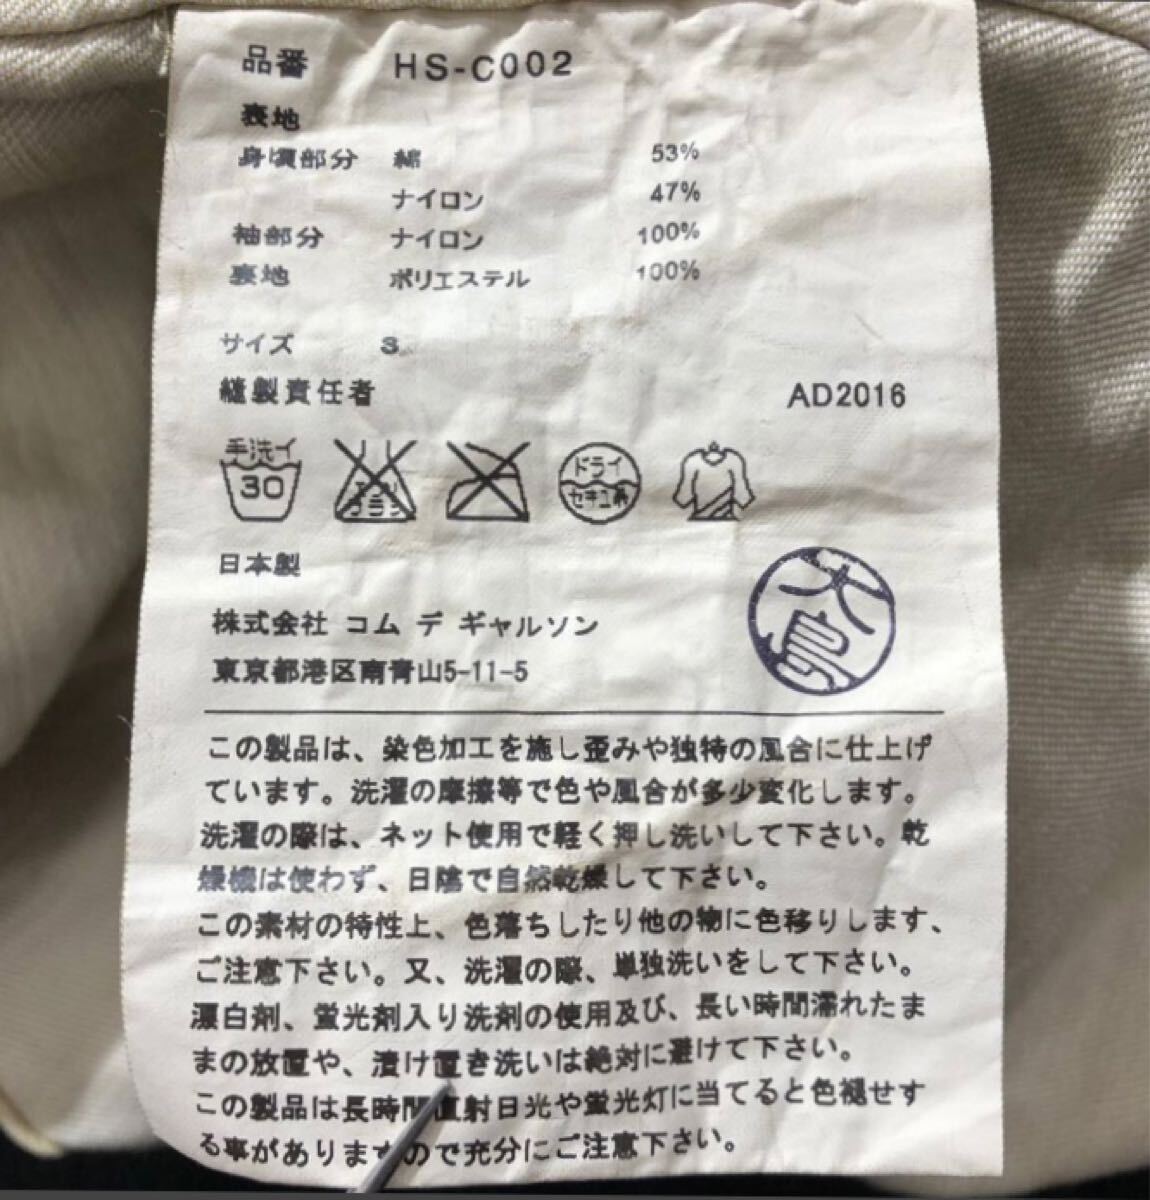 品番 HS-C002
表地
身頃部分 綿 53%
ナイロン 47%
袖部分 ナイロン 100%
裏地 ポリエステル 100%
サイズ S
縫製責任者 AD2016
手洗イ
30
エンソ
フラン
ドライ
セキユ系
日本製
大島
株式会社 コム デ ギャルソン
東京都港区南青山5-11-5
この製品は、染色加工を施し歪みや独特の風合に仕上げ
ています。洗濯の摩擦等で色や風合が多少変化します。
洗濯の際は、ネット使用で軽く押し洗いして下さい。乾
燥機は使わず、日陰で自然乾燥して下さい。
この素材の特性上、色落ちしたり他の物に色移りします、
ご注意下さい。又、洗濯の際、単独洗いをして下さい。
漂白剤、蛍光剤入り洗剤の使用及び、長い時間濡れたま
まの放置や、漬け置き洗いは絶対に避けて下さい。
この製品は長時間直射日光や蛍光灯に当てると色褪せす
る事がありますので充分にご注意下さい。